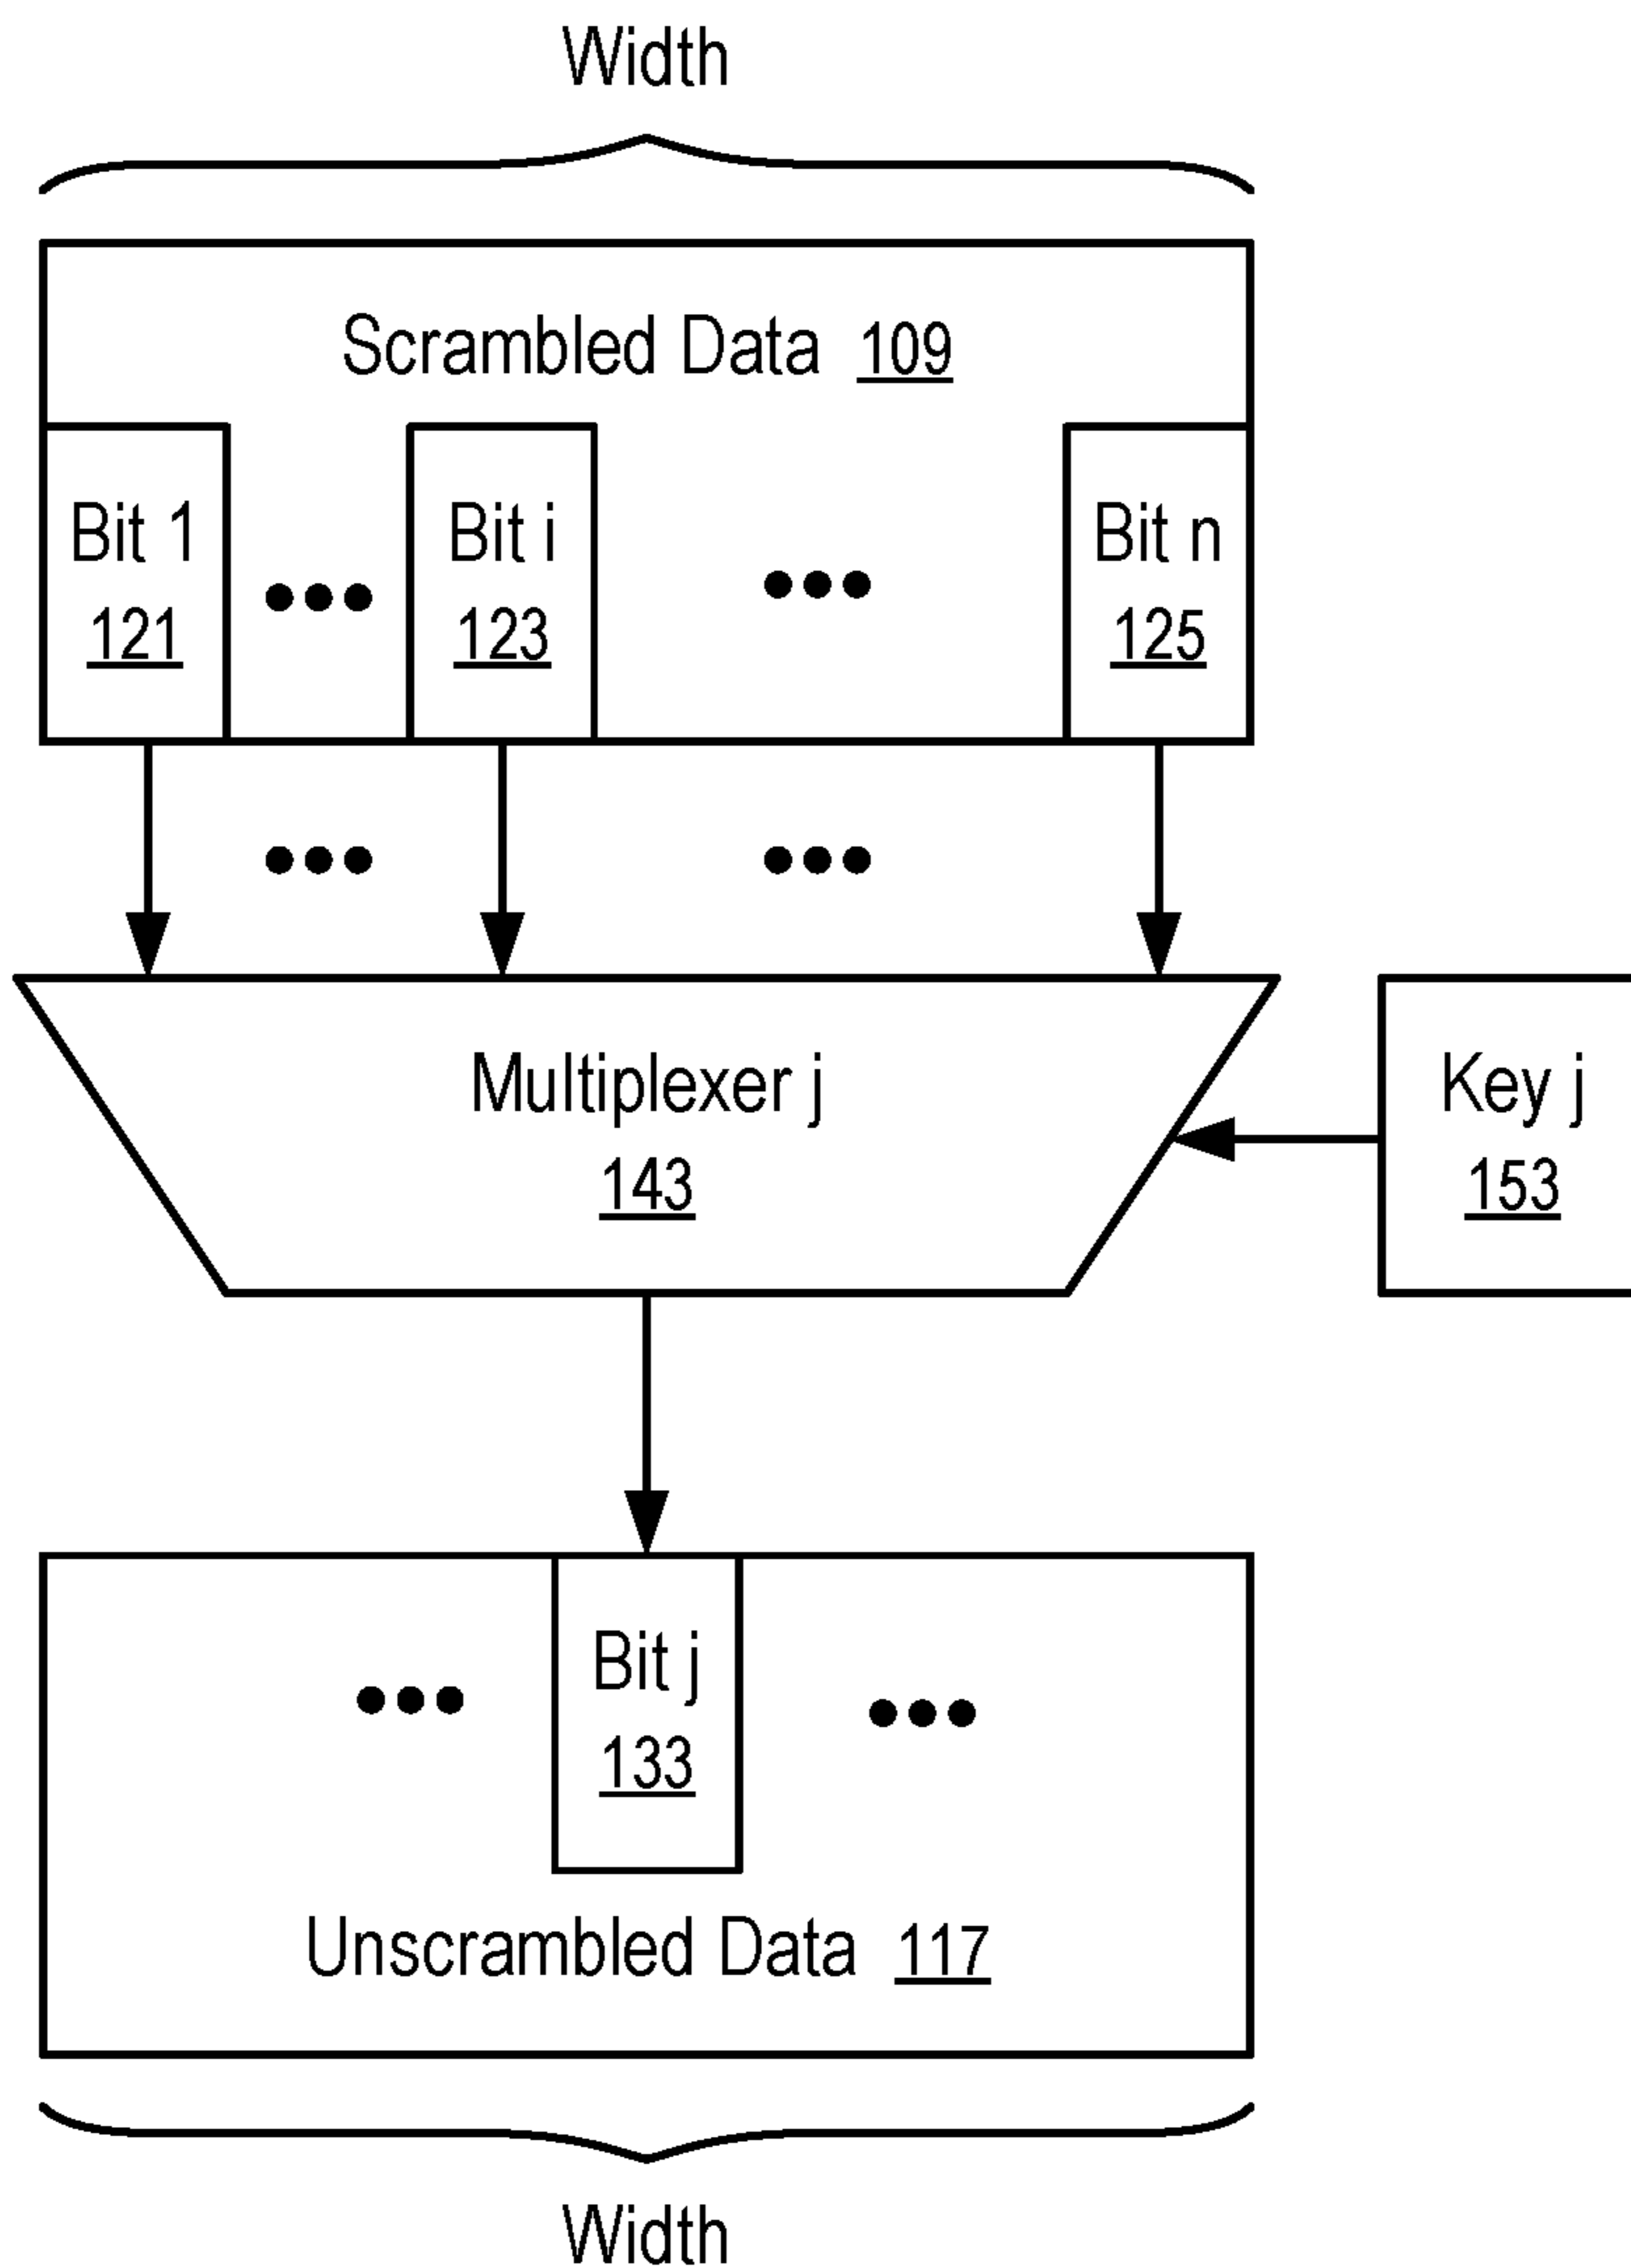 Width
Scrambled Data 109
Bit 1
121
Bit i
123
Bit n
125
Multiplexer j
143
Key j
153
Bit j
133
Unscrambled Data 117
Width